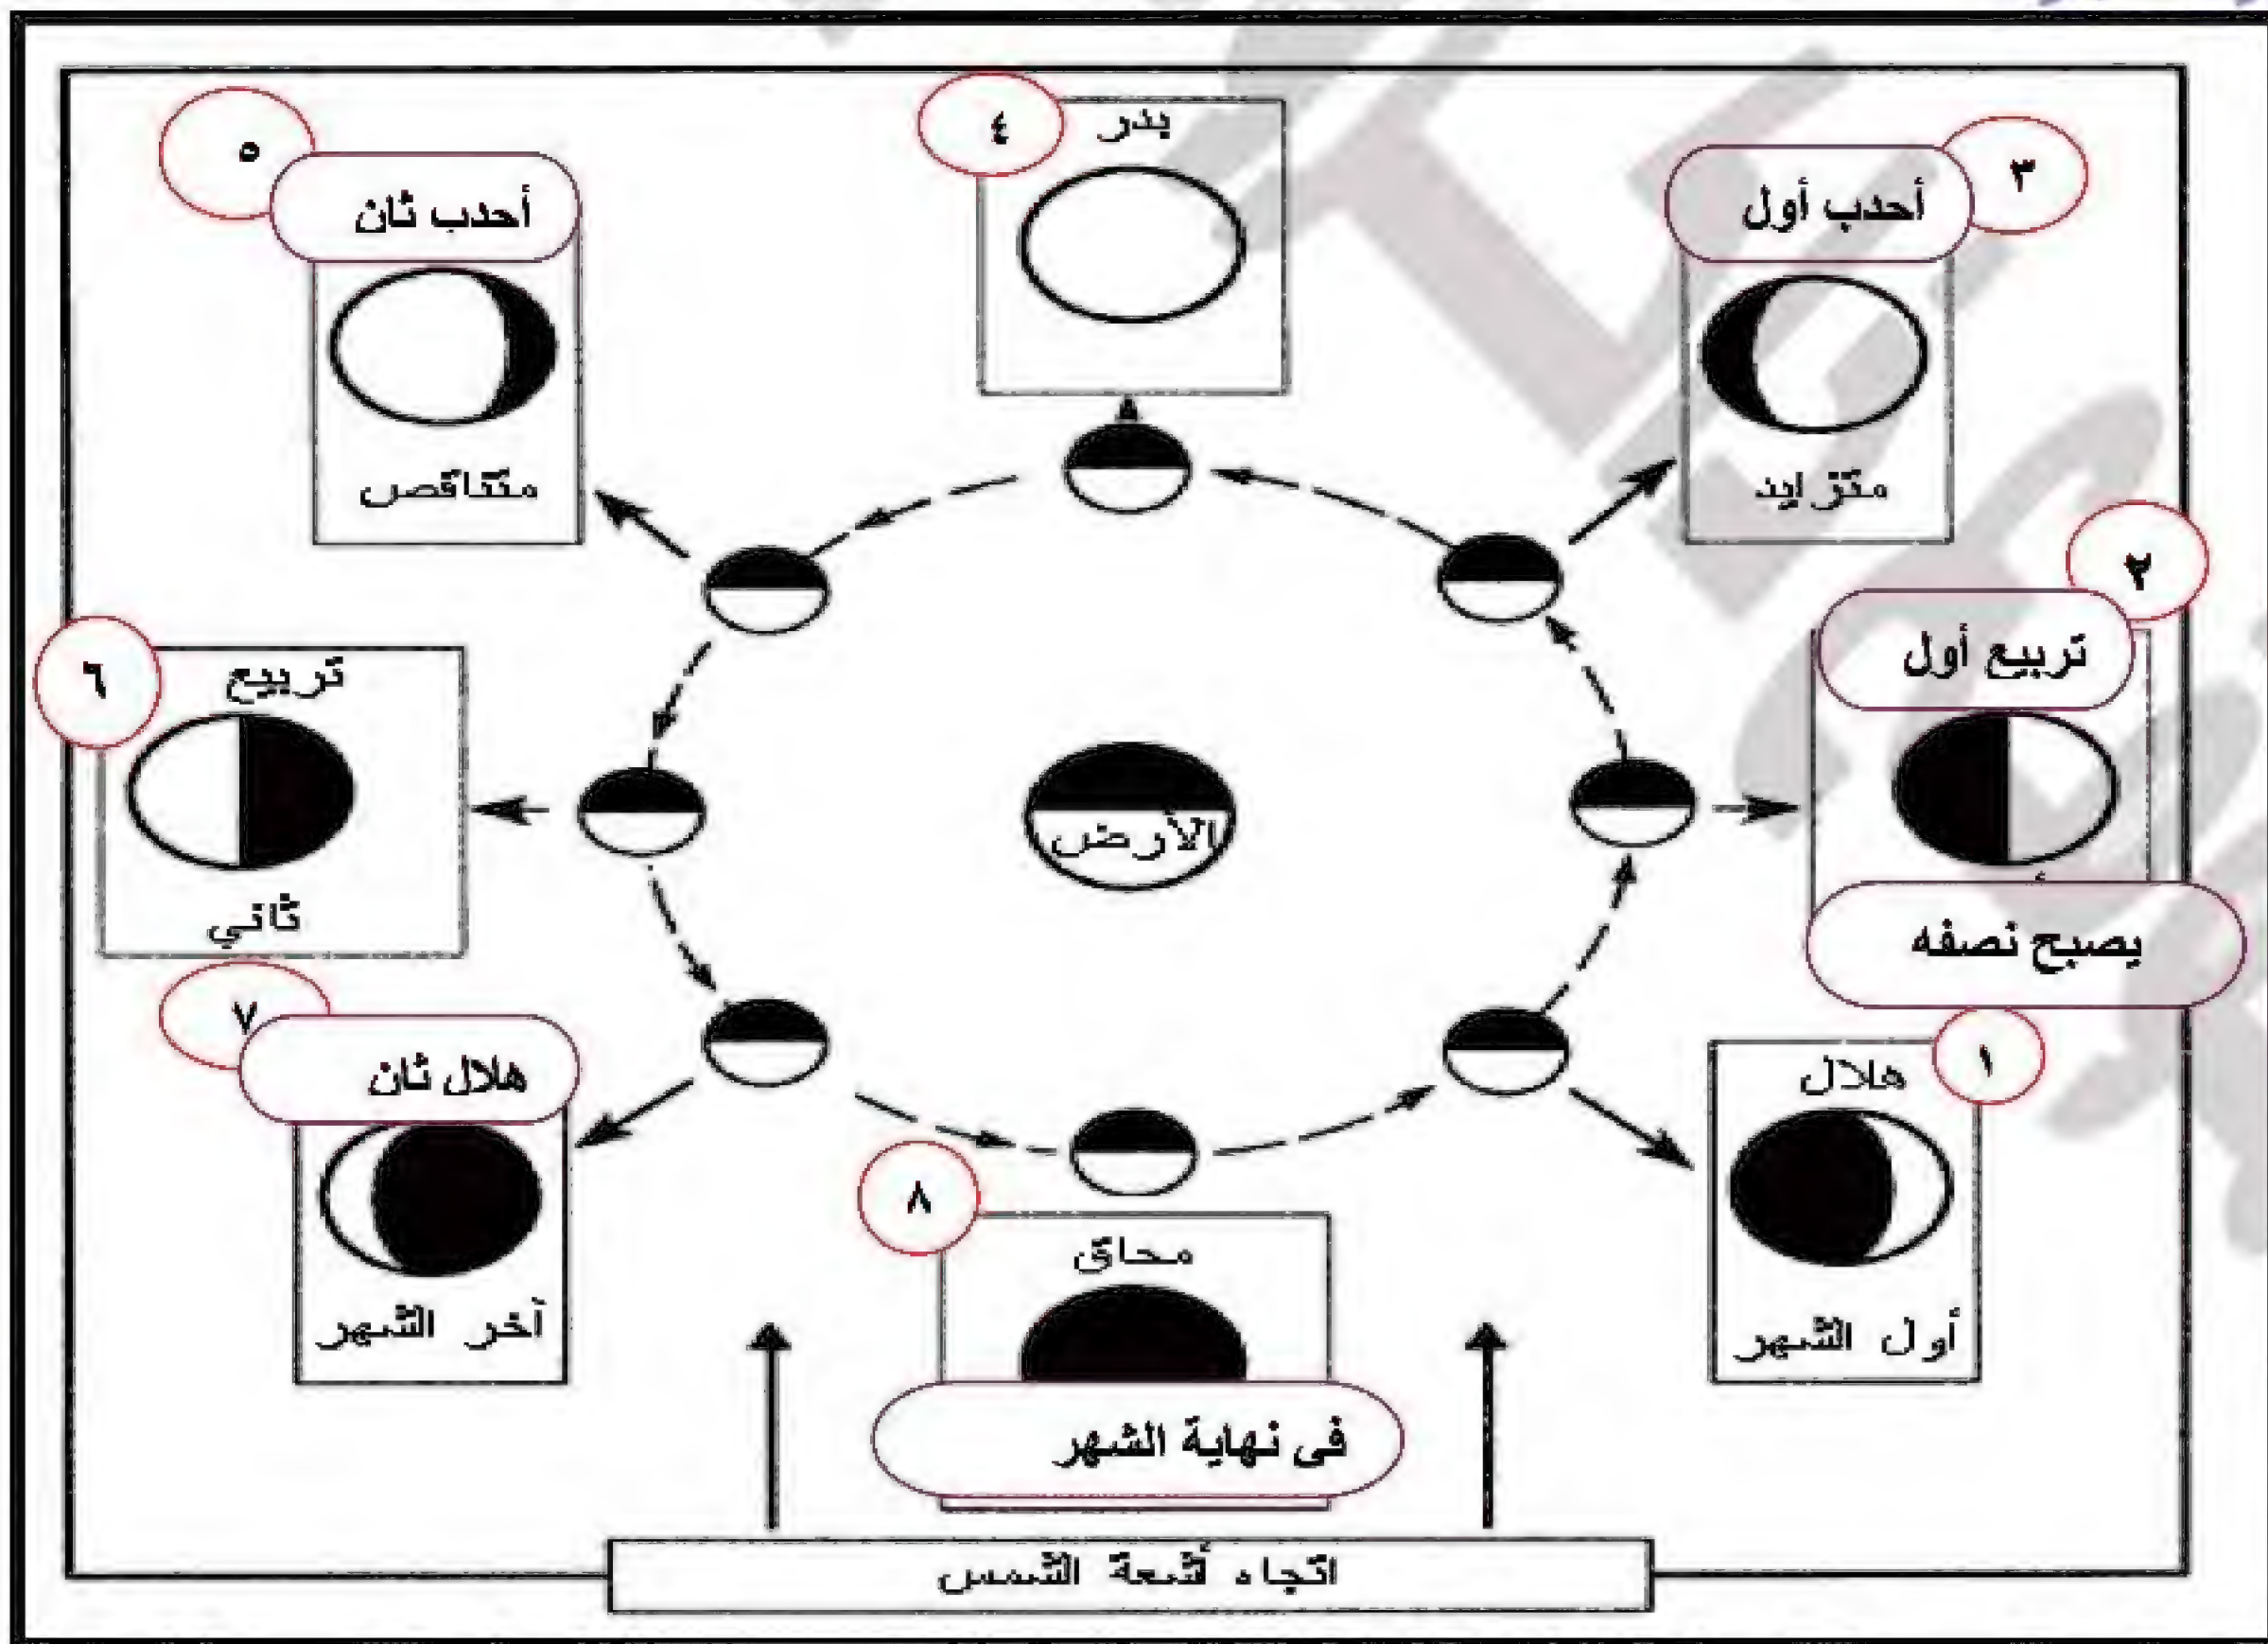 ٥
أحدب ثان
متناقص
٤
بدر
٣
أحدب أول
متزايد
٢
تربيع أول
يصبح نصفه
٦
تربيع
ثاني
الأرض
٧
هلال ثان
أخر الشهر
٨
محاق
فى نهاية الشهر
١
هلال
أول الشهر
اتجاه أشعة الشمس